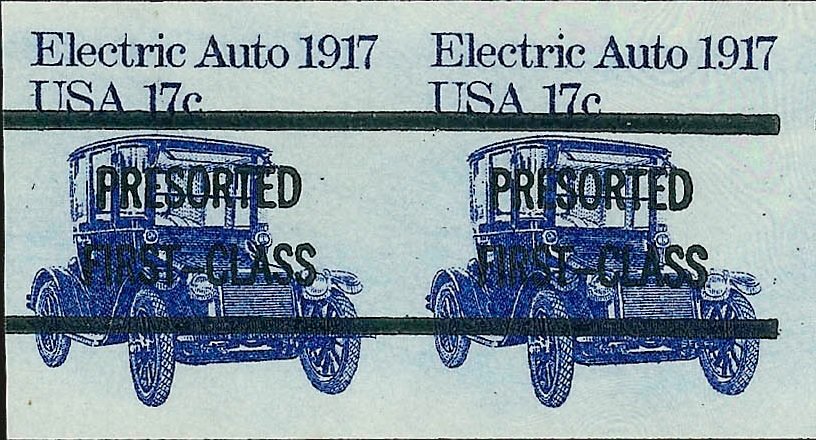 Electric Auto 1917 Electric Auto 1917
USA 17c USA 17c
PRESORTED PRESORTED
FIRST-CLASS FIRST-CLASS